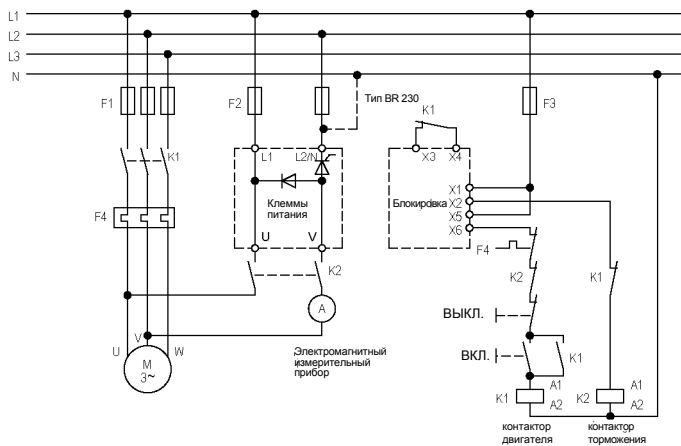 L1
L2
L3
N
F1
F2
Тип BR 230
F3
K1
K1
L1
L2/N
X3
X4
Клеммы
питания
Блокировка
X1
X2
X5
X6
F4
U
V
F4
K2
K2
K1
A
ВЫКЛ.
V
U
W
M
3~
Электромагнитный
измерительный
прибор
ВКЛ.
K1
K1
A1
A2
K2
A1
A2
контактор
двигателя
контактор
торможения